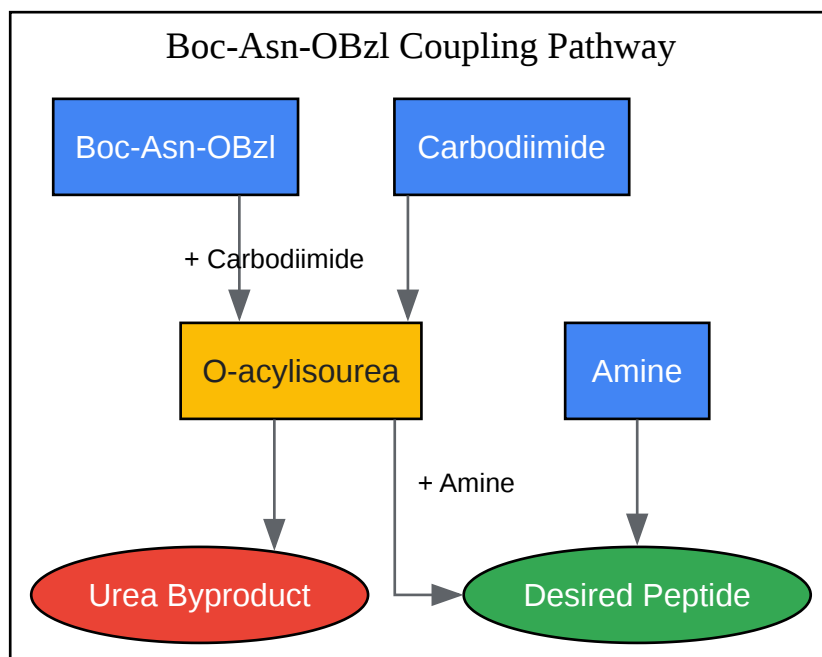 Boc-Asn-OBzl Coupling Pathway
Boc-Asn-OBzl
Carbodiimide
+ Carbodiimide
O-acylisourea
Amine
+ Amine
Urea Byproduct
Desired Peptide